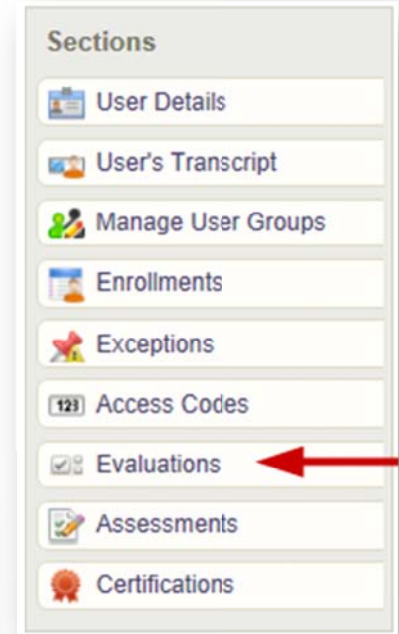 Sections
User Details
User's Transcript
Manage User Groups
Enrollments
Exceptions
123 Access Codes
Evaluations
Assessments
Certifications